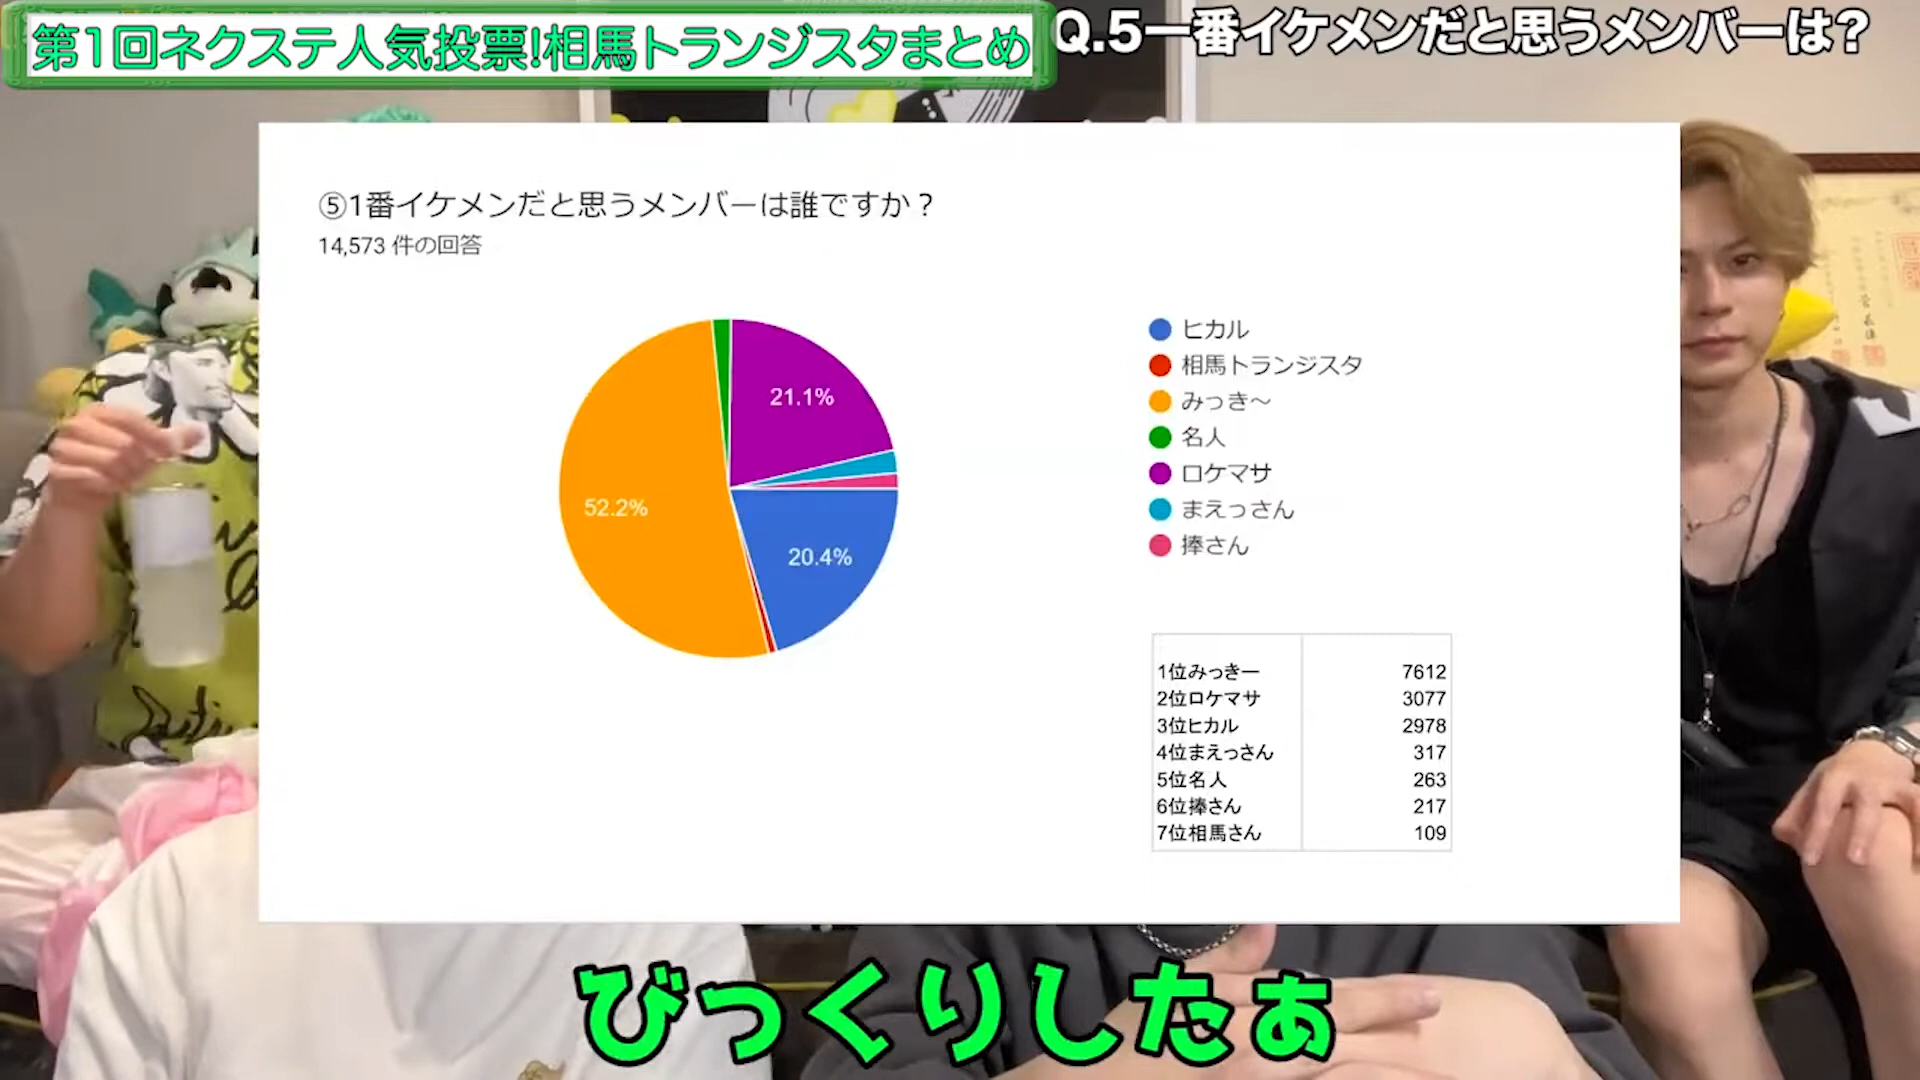 第1回ネクステ人気投票!相馬トランジスタまとめ
Q.5一番イケメンだと思うメンバーは?
⑤1番イケメンだと思うメンバーは誰ですか？
14,573 件の回答
21.1%
52.2%
20.4%
ヒカル
相馬トランジスタ
みっき〜
名人
ロケマサ
まえっさん
捧さん
1位みっきー 7612
2位ロケマサ 3077
3位ヒカル 2978
4位まえっさん 317
5位名人 263
6位捧さん 217
7位相馬さん 109
びっくりしたぁ